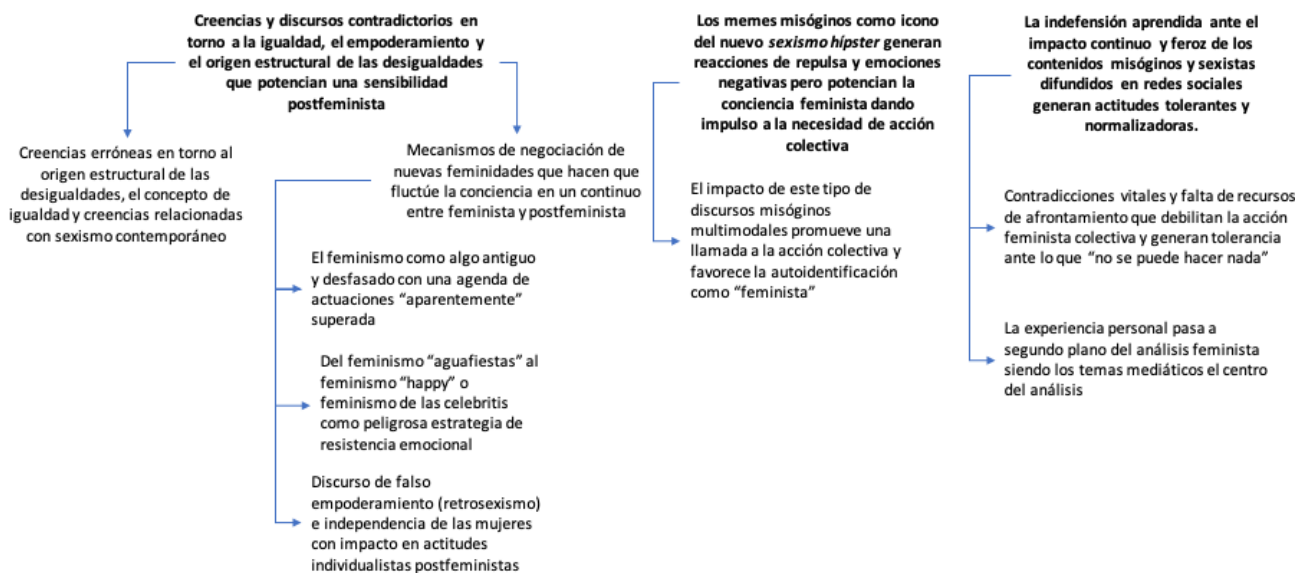 Creencias y discursos contradictorios en
torno a la igualdad, el empoderamiento y
el origen estructural de las desigualdades
que potencian una sensibilidad
postfeminista
Creencias erróneas en torno al
origen estructural de las
desigualdades, el concepto de
igualdad y creencias relacionadas
con sexismo contemporáneo
Mecanismos de negociación de
nuevas feminidades que hacen que
fluctúe la conciencia en un continuo
entre feminista y postfeminista
El feminismo como algo antiguo
y desfasado con una agenda de
actuaciones “aparentemente”
superada
Del feminismo “aguafiestas” al
feminismo “happy” o
feminismo de las celebritis
como peligrosa estrategia de
resistencia emocional
Discurso de falso
empoderamiento (retrosexismo)
e independencia de las mujeres
con impacto en actitudes
individualistas postfeministas
Los memes misóginos como icono
del nuevo sexismo hípster generan
reacciones de repulsa y emociones
negativas pero potencian la
conciencia feminista dando
impulso a la necesidad de acción
colectiva
El impacto de este tipo de
discursos misóginos
multimodales promueve una
llamada a la acción colectiva y
favorece la autoidentificación
como “feminista”
La indefensión aprendida ante el
impacto continuo y feroz de los
contenidos misóginos y sexistas
difundidos en redes sociales
generan actitudes tolerantes y
normalizadoras.
Contradicciones vitales y falta de recursos
de afrontamiento que debilitan la acción
feminista colectiva y generan tolerancia
ante lo que “no se puede hacer nada”
La experiencia personal pasa a
segundo plano del análisis feminista
siendo los temas mediáticos el centro
del análisis